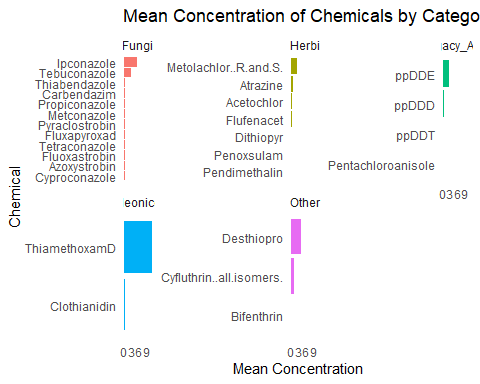 Mean Concentration of Chemicals by Catego
Fungi
Herbi
acy_A
Ipconazole
Tebuconazole
Thiabendazole
Carbendazim
Propiconazole
Metconazole
Pyraclostrobin
Fluxapyroxad
Tetraconazole
Fluoxastrobin
Azoxystrobin
Cyproconazole
Metolachlor..R.and.S.
Atrazine
Acetochlor
Flufenacet
Dithiopyr
Penoxsulam
Pendimethalin
ppDDE
ppDDD
ppDDT
Pentachloroanisole
0369
Chemical
eonic
Other
ThiamethoxamD
Clothianidin
Desthiopro
Cyfluthrin..all.isomers.
Bifenthrin
0369
0369
Mean Concentration